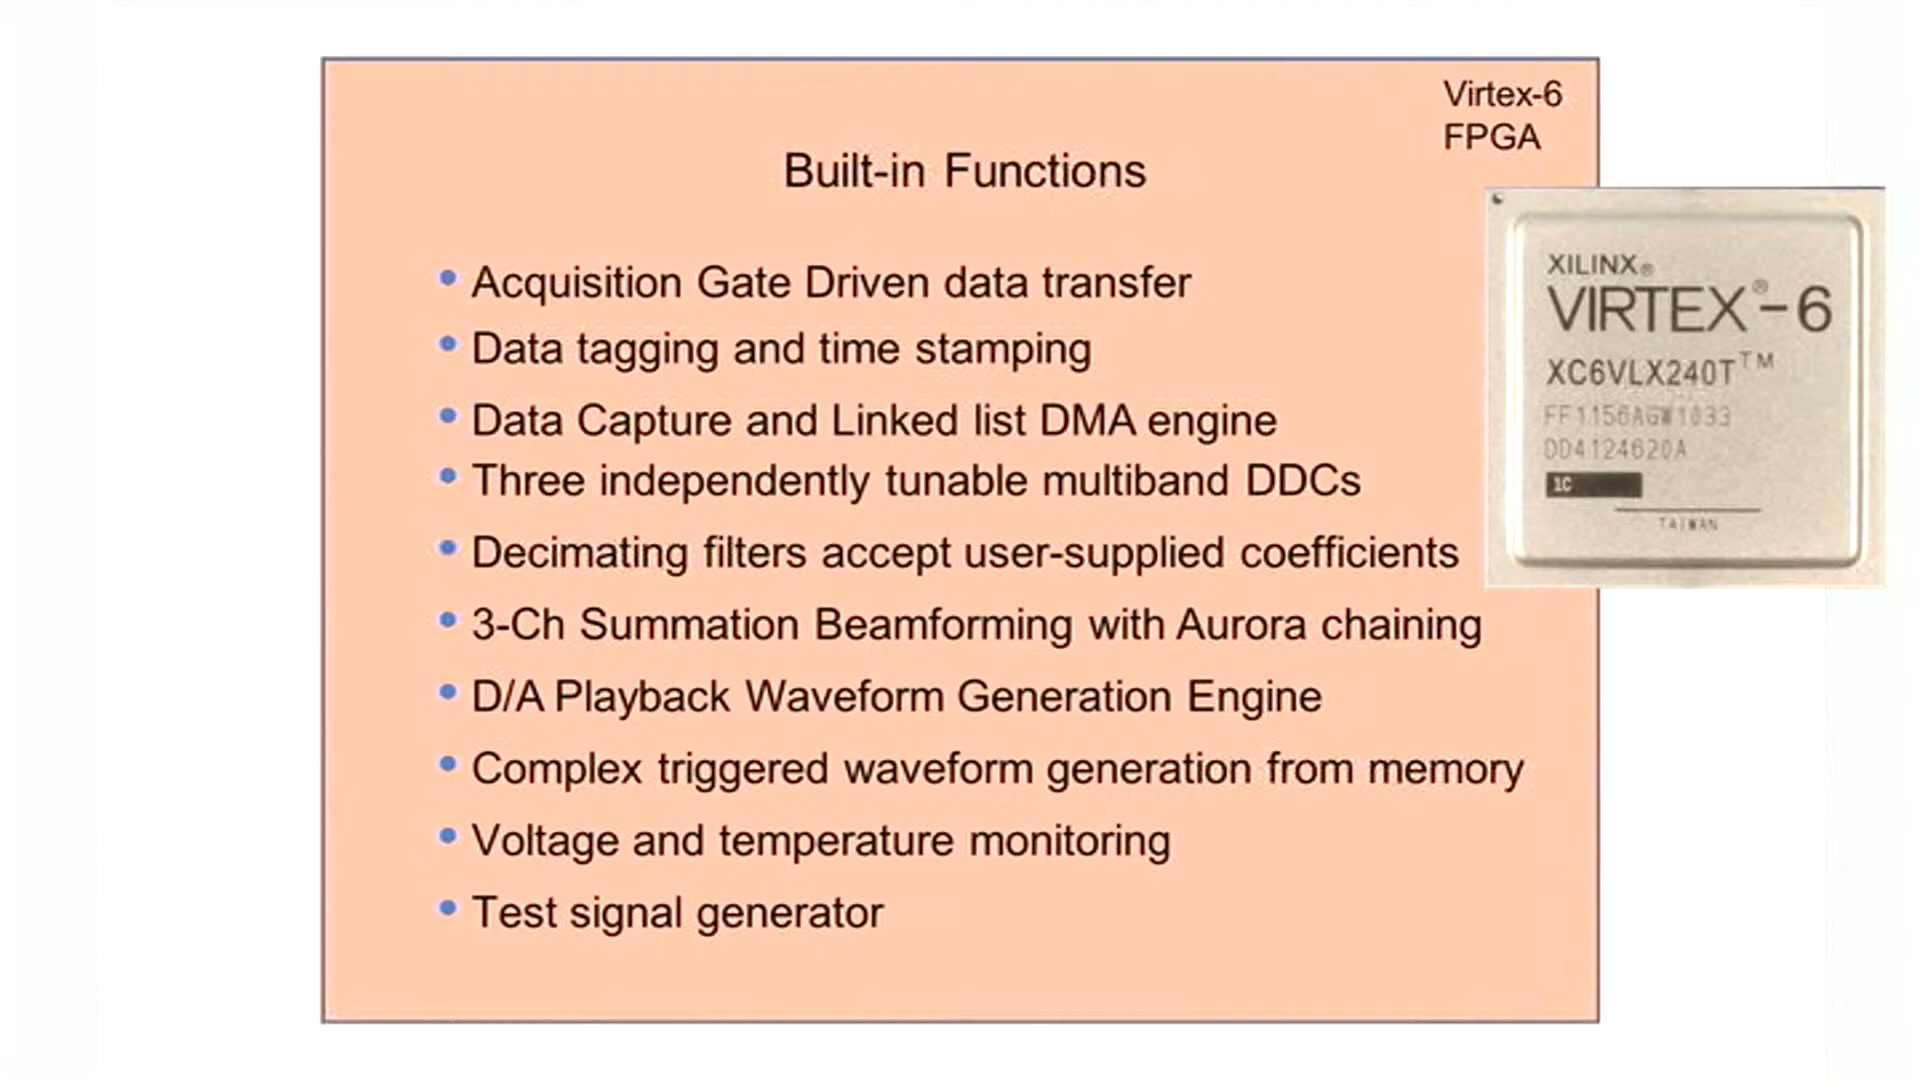 Virtex-6
FPGA
Built-in Functions
• Acquisition Gate Driven data transfer
• Data tagging and time stamping
• Data Capture and Linked list DMA engine
• Three independently tunable multiband DDCs
• Decimating filters accept user-supplied coefficients
• 3-Ch Summation Beamforming with Aurora chaining
• D/A Playback Waveform Generation Engine
• Complex triggered waveform generation from memory
• Voltage and temperature monitoring
• Test signal generator
XILINX®
VIRTEX®-6
XC6VLX240T™
FF1156AGW1033
DD4124620A
1C
TAIWAN